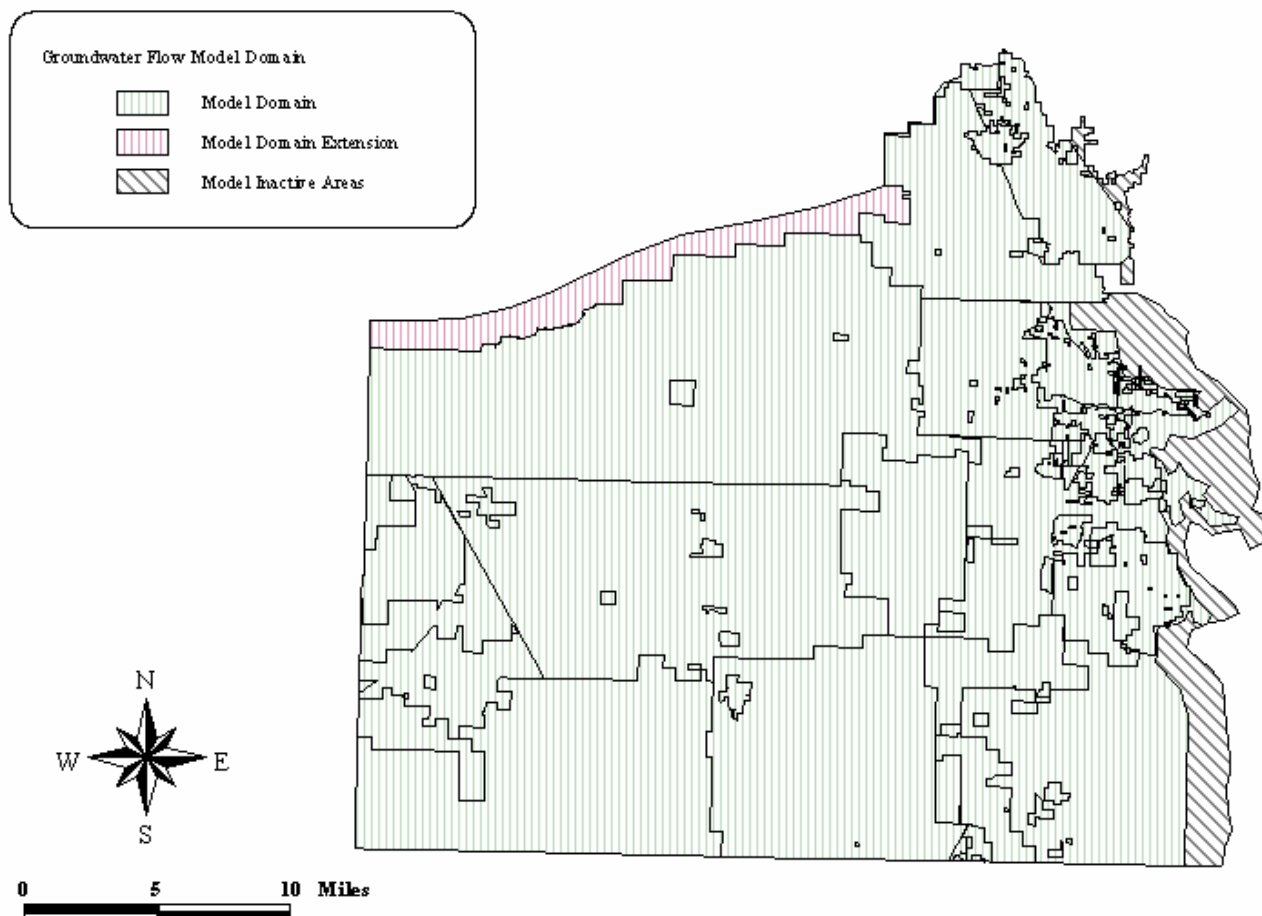 Groundwater Flow Model Domain
Model Domain
Model Domain Extension
Model Inactive Areas
N
W E
S
0 5 10 Miles